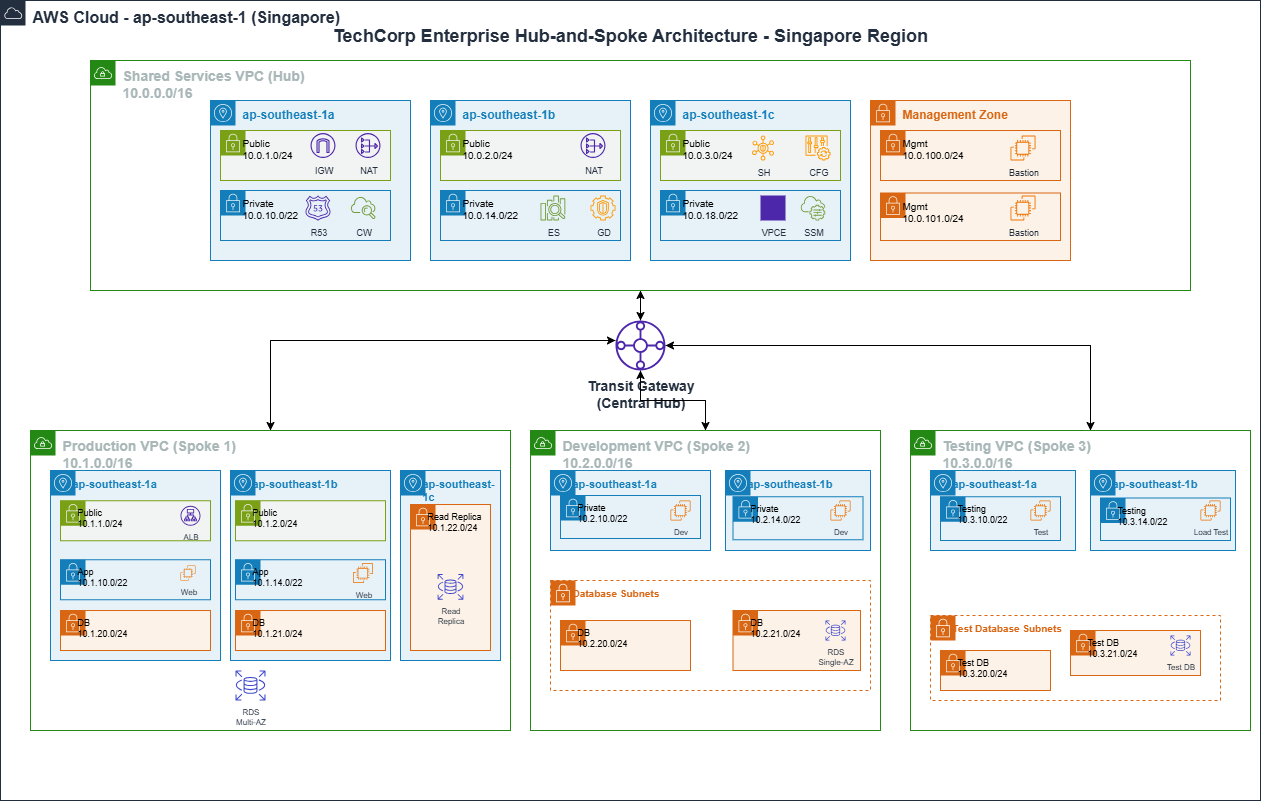 AWS Cloud - ap-southeast-1 (Singapore)
TechCorp Enterprise Hub-and-Spoke Architecture - Singapore Region
Shared Services VPC (Hub)
10.0.0.0/16
ap-southeast-1a
Public
10.0.1.0/24
IGW
NAT
Private
10.0.10.0/22
53
R53
CW
ap-southeast-1b
Public
10.0.2.0/24
NAT
Private
10.0.14.0/22
ES
GD
ap-southeast-1c
Public
10.0.3.0/24
SH
CFG
Private
10.0.18.0/22
VPCE
SSM
Management Zone
Mgmt
10.0.100.0/24
Bastion
Mgmt
10.0.101.0/24
Bastion
Transit Gateway
(Central Hub)
Production VPC (Spoke 1)
10.1.0.0/16
ap-southeast-1a
Public
10.1.1.0/24
ALB
App
10.1.10.0/22
Web
DB
10.1.20.0/24
ap-southeast-1b
Public
10.1.2.0/24
App
10.1.14.0/22
Web
DB
10.1.21.0/24
ap-southeast-
1c
Read Replica
10.1.22.0/24
Read
Replica
RDS
Multi-AZ
Development VPC (Spoke 2)
10.2.0.0/16
ap-southeast-1a
Private
10.2.10.0/22
Dev
ap-southeast-1b
Private
10.2.14.0/22
Dev
Database Subnets
DB
10.2.20.0/24
DB
10.2.21.0/24
RDS
Single-AZ
Testing VPC (Spoke 3)
10.3.0.0/16
ap-southeast-1a
Testing
10.3.10.0/22
Test
ap-southeast-1b
Testing
10.3.14.0/22
Load Test
Test Database Subnets
Test DB
10.3.20.0/24
Test DB
10.3.21.0/24
Test DB